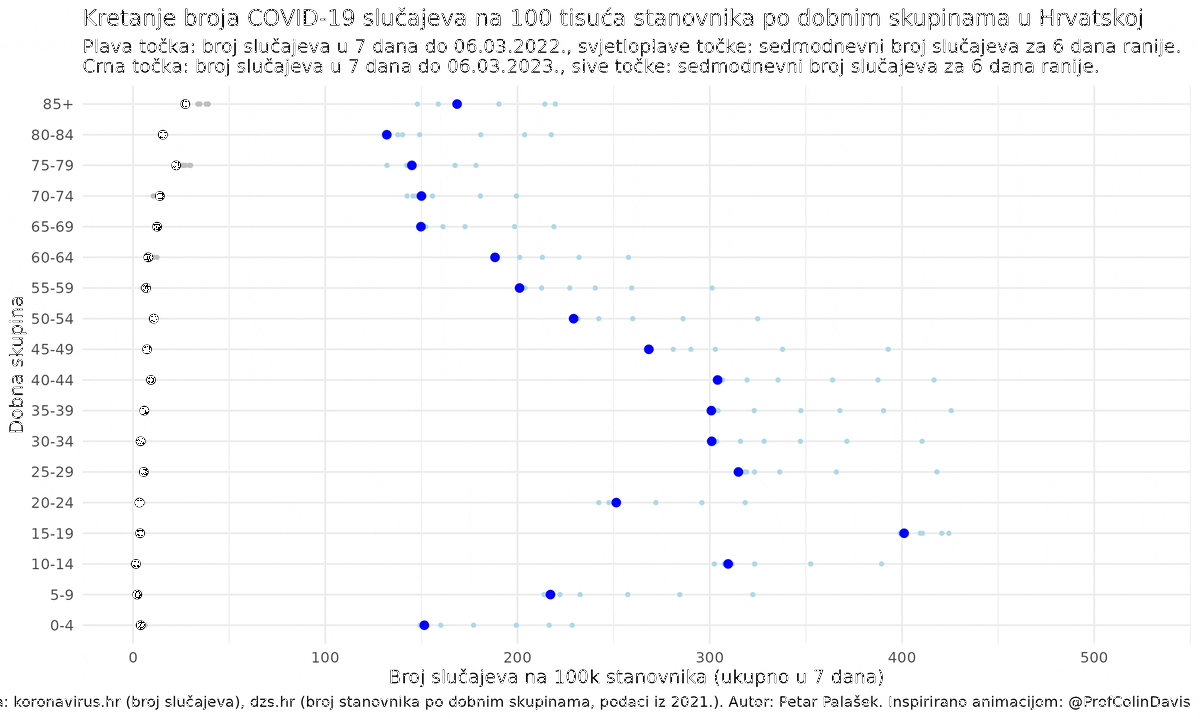 Kretanje broja COVID-19 slučajeva na 100 tisuća stanovnika po dobnim skupinama u Hrvatskoj
Plava točka: broj slučajeva u 7 dana do 06.03.2022., svjetloplave točke: sedmodnevni broj slučajeva za 6 dana ranije.
Crna točka: broj slučajeva u 7 dana do 06.03.2023., sive točke: sedmodnevni broj slučajeva za 6 dana ranije.
Dobna skupina
85+
80-84
75-79
70-74
65-69
60-64
55-59
50-54
45-49
40-44
35-39
30-34
25-29
20-24
15-19
10-14
5-9
0-4
0 100 200 300 400 500
Broj slučajeva na 100k stanovnika (ukupno u 7 dana)
a: koronavirus.hr (broj slučajeva), dzs.hr (broj stanovnika po dobnim skupinama, podaci iz 2021.). Autor: Petar Palašek. Inspirirano animacijom: @ProfColinDavis